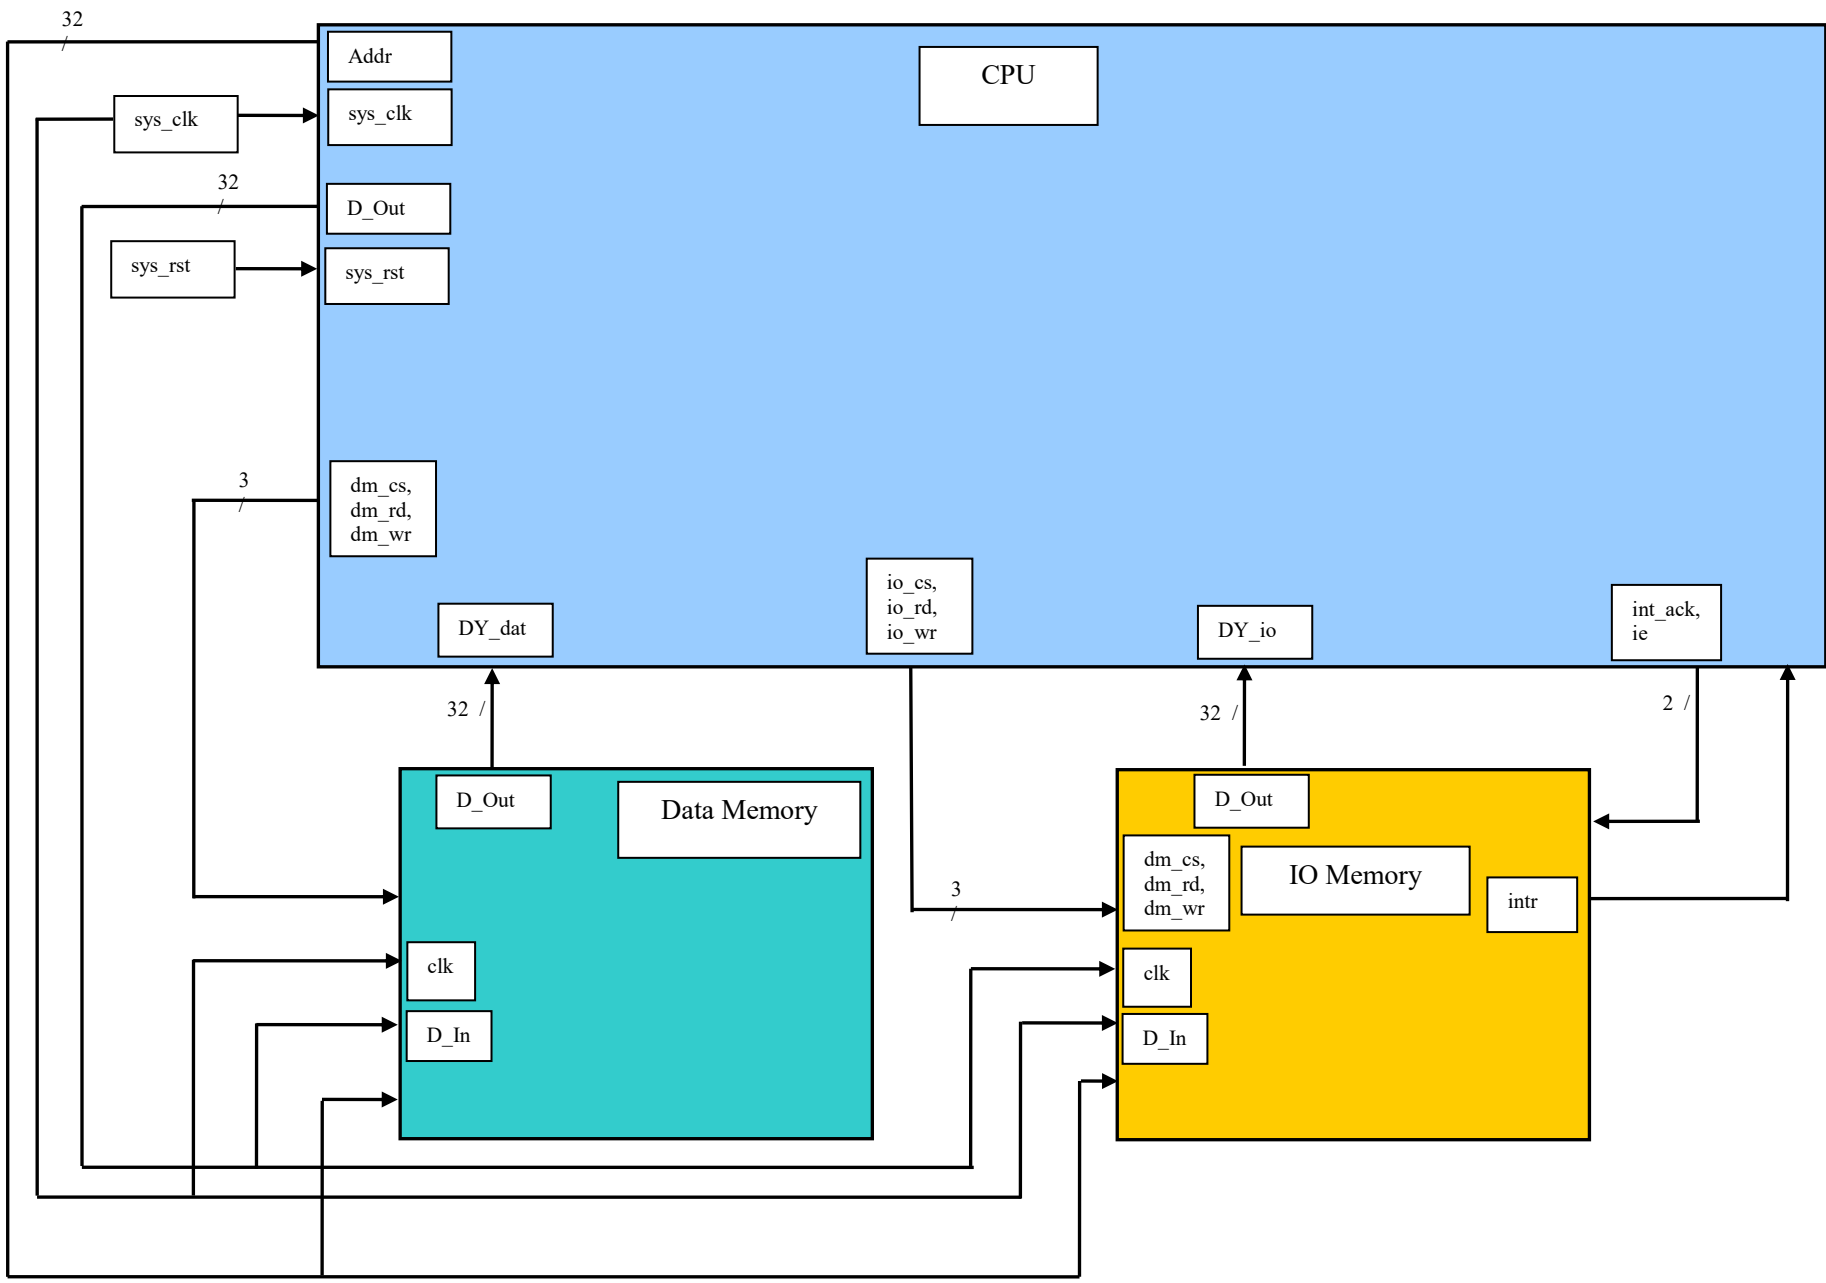 32
Addr
CPU
sys_clk
sys_clk
32
D_Out
sys_rst
sys_rst
3
dm_cs,
dm_rd,
dm_wr
io_cs,
io_rd,
io_wr
int_ack,
ie
DY_dat
DY_io
32 /
32 /
2 /
D_Out
Data Memory
D_Out
dm_cs,
dm_rd,
dm_wr
IO Memory
3
intr
clk
clk
D_In
D_In